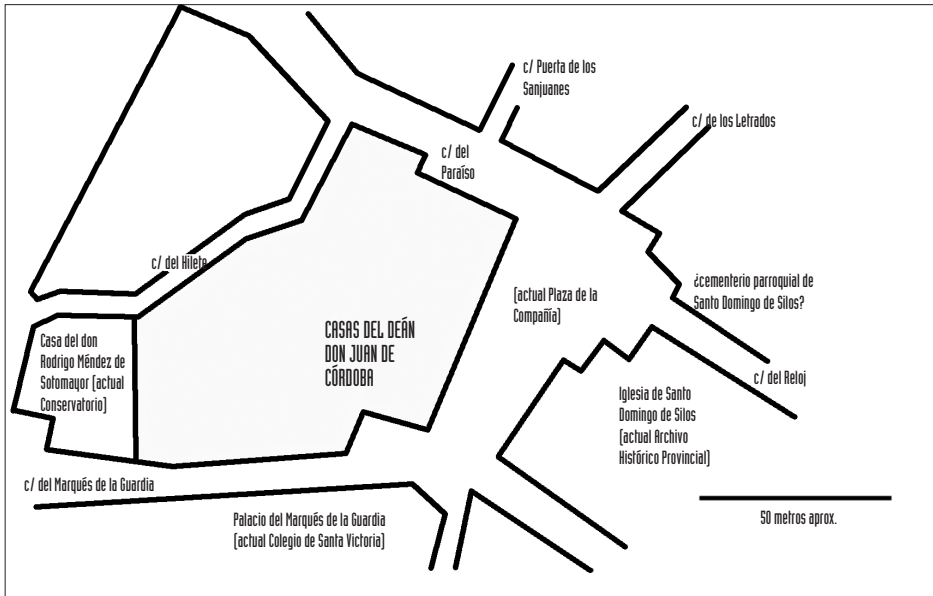 c/ Puerta de los
Sanjuanes
c/ de los Letrados
c/ del
Paraíso
c/ del Hilete
¿cementerio parroquial de
Santo Domingo de Silos?
(actual Plaza de la
Compañía)
CASAS DEL DEÁN
DON JUAN DE
CÓRDOBA
Casa del don
Rodrigo Méndez de
Sotomayor (actual
Conservatorio)
c/ del Reloj
Iglesia de Santo
Domingo de Silos
(actual Archivo
Histórico Provincial)
c/ del Marqués de la Guardia
Palacio del Marqués de la Guardia
(actual Colegio de Santa Victoria)
50 metros aprox.